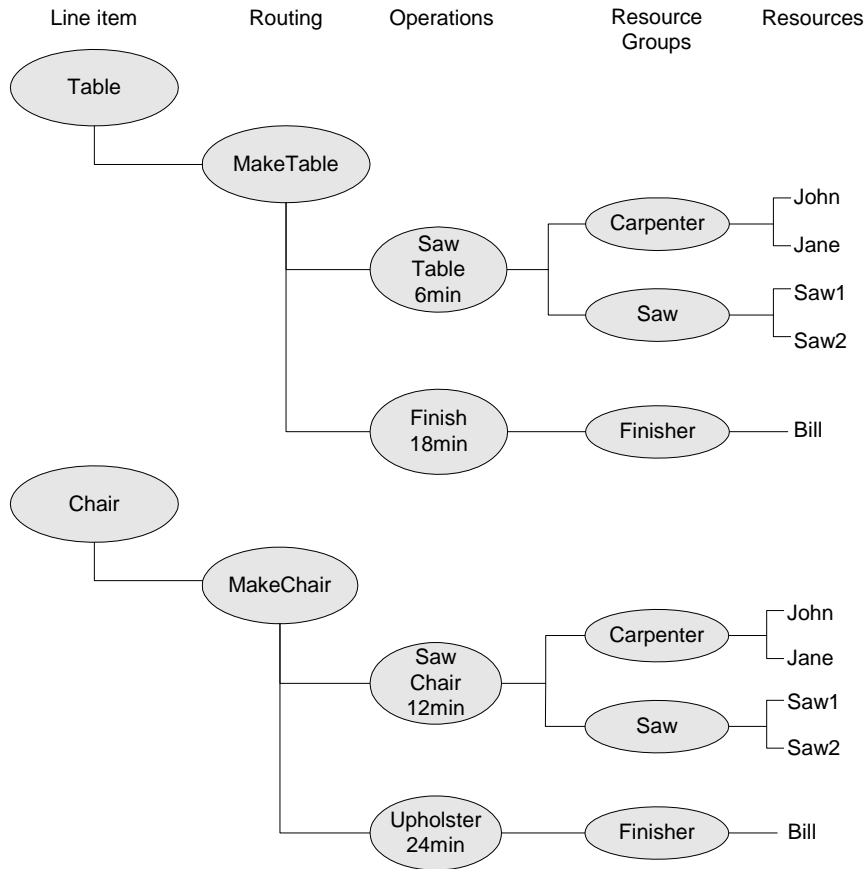 Line item
Routing
Operations
Resource
Groups
Resources
Table
MakeTable
Saw
Table
6min
Carpenter
John
Jane
Saw
Saw1
Saw2
Finish
18min
Finisher
Bill
Chair
MakeChair
Saw
Chair
12min
Carpenter
John
Jane
Saw
Saw1
Saw2
Upholster
24min
Finisher
Bill